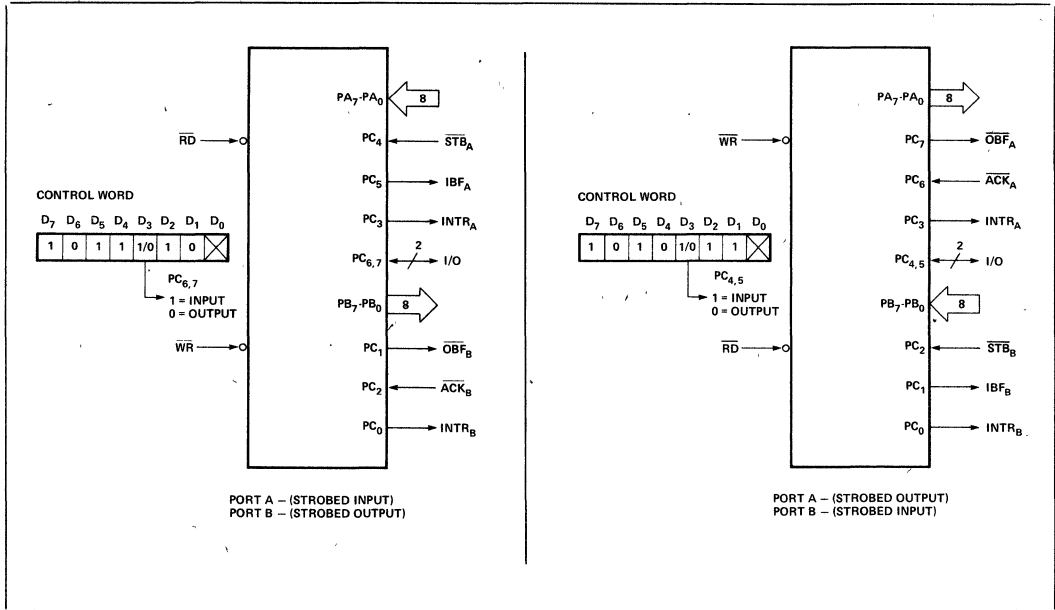 PA7-PA0
8
RD
PC4
STBA
PC5
IBFA
CONTROL WORD
PC3
INTRA
D7 D6 D5 D4 D3 D2 D1 D0
1 0 1 1 1/0 1 0 X
PC6,7
2
I/O
PC6,7
1 = INPUT
0 = OUTPUT
PB7-PB0
8
WR
PC1
OBFB
PC2
ACKB
PC0
INTRB
PORT A – (STROBED INPUT)
PORT B – (STROBED OUTPUT)
PA7-PA0
8
WR
PC7
OBFA
PC6
ACKA
CONTROL WORD
PC3
INTRA
D7 D6 D5 D4 D3 D2 D1 D0
1 0 1 0 1/0 1 1 X
PC4,5
2
I/O
PC4,5
1 = INPUT
0 = OUTPUT
PB7-PB0
8
RD
PC2
STBB
PC1
IBFB
PC0
INTRB
PORT A – (STROBED OUTPUT)
PORT B – (STROBED INPUT)